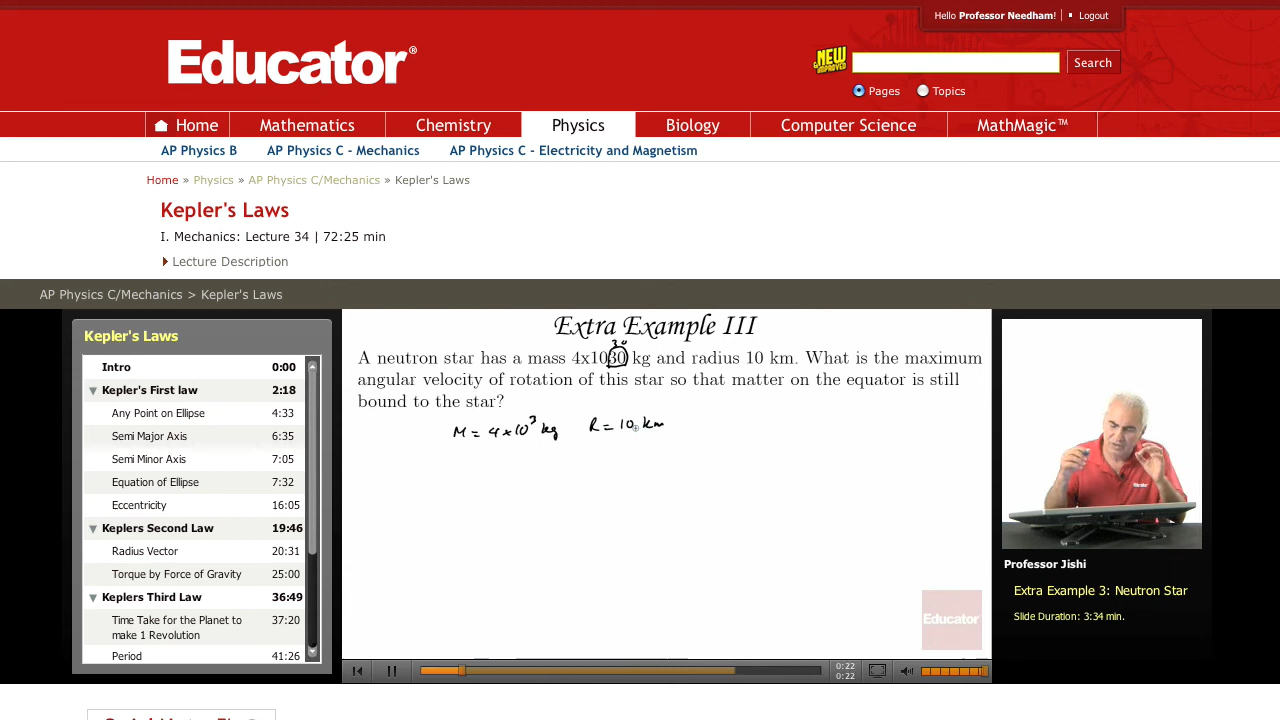 Hello Professor Needham! Logout
Educator®
NEW & IMPROVED Search
Pages Topics
Home Mathematics Chemistry Physics Biology Computer Science MathMagic™
AP Physics B AP Physics C - Mechanics AP Physics C - Electricity and Magnetism
Home » Physics » AP Physics C/Mechanics » Kepler's Laws
Kepler's Laws
I. Mechanics: Lecture 34 | 72:25 min
Lecture Description
AP Physics C/Mechanics > Kepler's Laws
Kepler's Laws
Intro 0:00
Kepler's First law 2:18
Any Point on Ellipse 4:33
Semi Major Axis 6:35
Semi Minor Axis 7:05
Equation of Ellipse 7:32
Eccentricity 16:05
Keplers Second Law 19:46
Radius Vector 20:31
Torque by Force of Gravity 25:00
Keplers Third Law 36:49
Time Take for the Planet to 37:20
make 1 Revolution
Period 41:26
Extra Example III
30
A neutron star has a mass 4x1030 kg and radius 10 km. What is the maximum
angular velocity of rotation of this star so that matter on the equator is still
bound to the star?
M = 4 x 10^3 kg R = 10 km
Educator
0:22
0:22
Educator
Professor Jishi
Extra Example 3: Neutron Star
Slide Duration: 3:34 min.